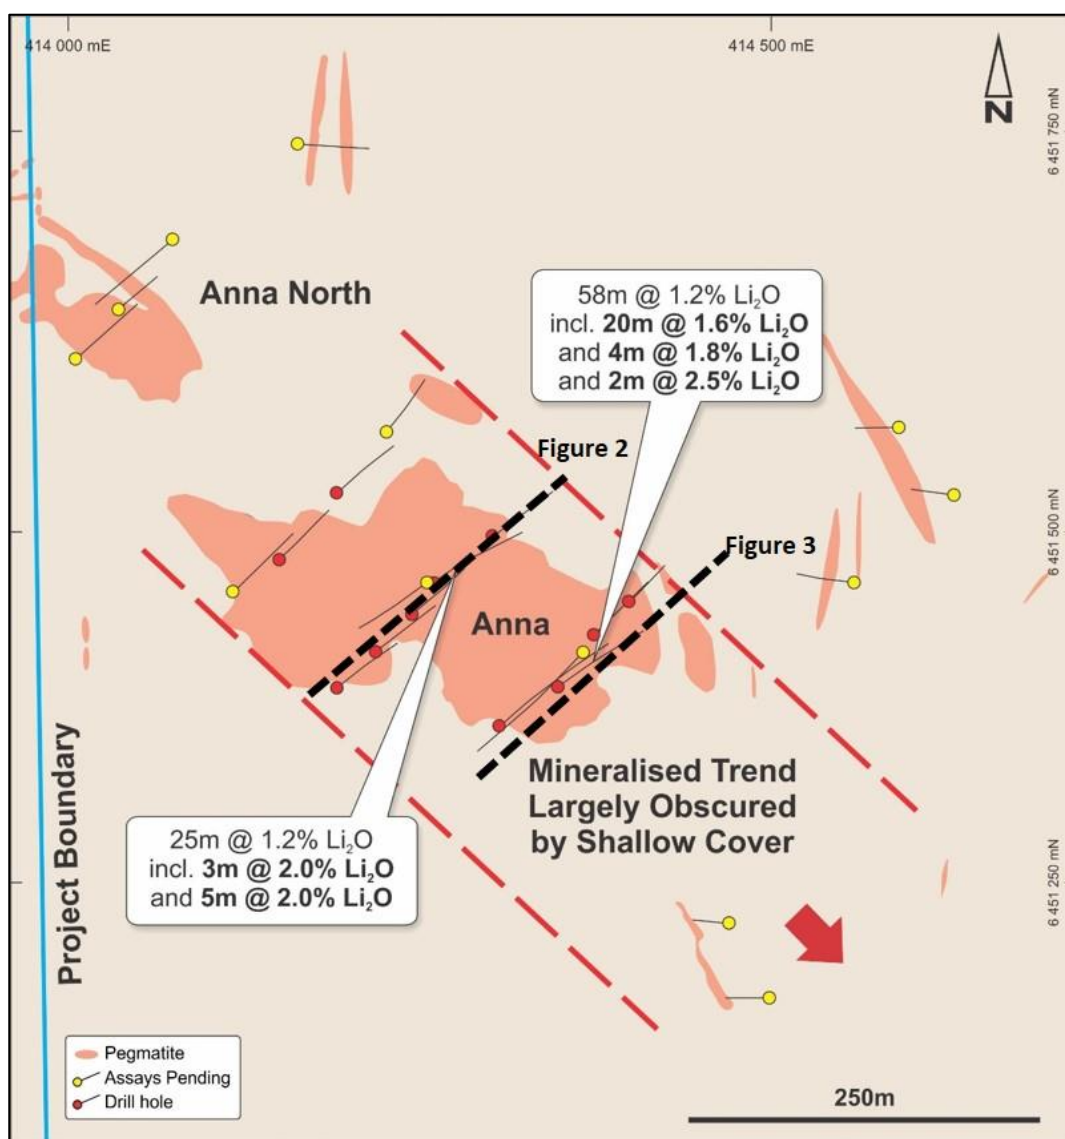 414 000 mE
414 500 mE
N
6 451 750 mN
Anna North
58m @ 1.2% Li₂O
incl. 20m @ 1.6% Li₂O
and 4m @ 1.8% Li₂O
and 2m @ 2.5% Li₂O
Figure 2
6 451 500 mN
Figure 3
Anna
Project Boundary
Mineralised Trend
Largely Obscured
by Shallow Cover
25m @ 1.2% Li₂O
incl. 3m @ 2.0% Li₂O
and 5m @ 2.0% Li₂O
6 451 250 mN
Pegmatite
Assays Pending
Drill hole
250m